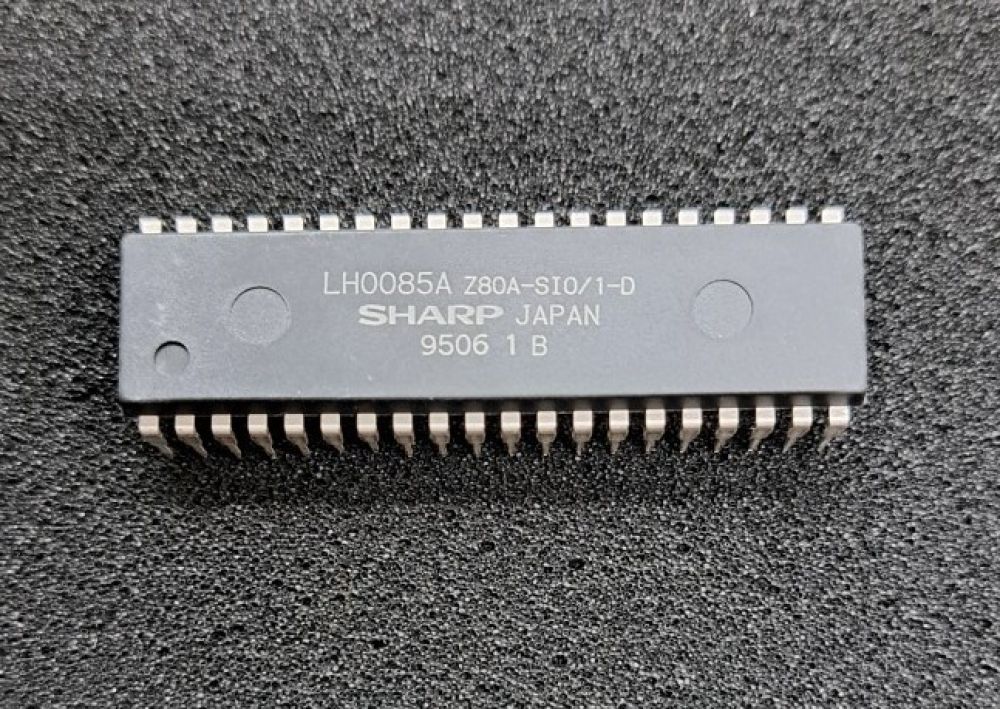 LH0085A Z80A-SIO/1-D
SHARP JAPAN
9506 1 B